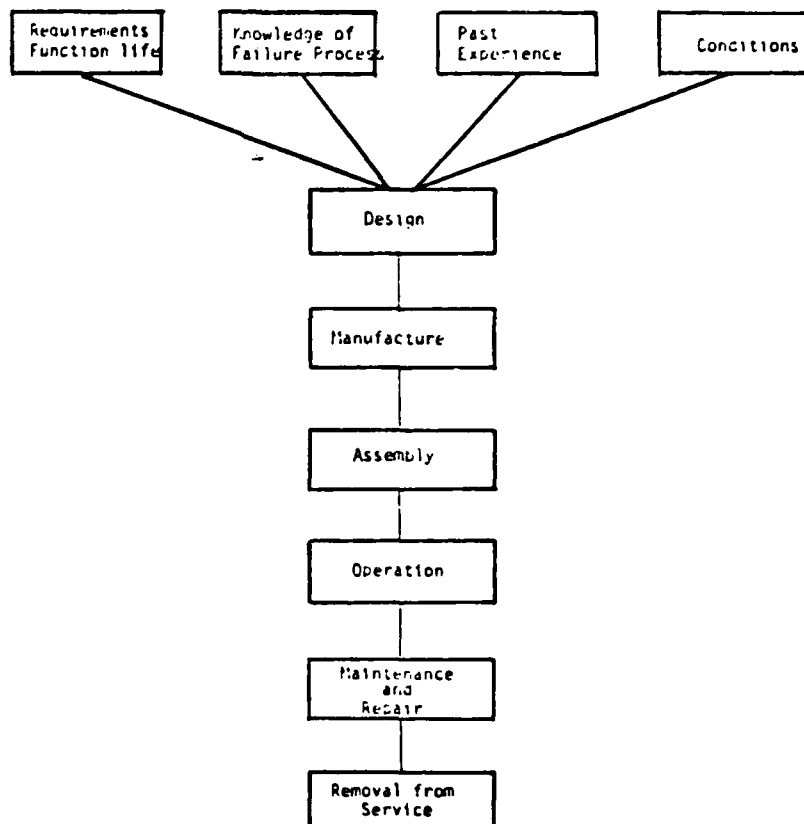 Requirements
Function life
Knowledge of
Failure Process
Past
Experience
Conditions
Design
Manufacture
Assembly
Operation
Maintenance
and
Repair
Removal from
Service